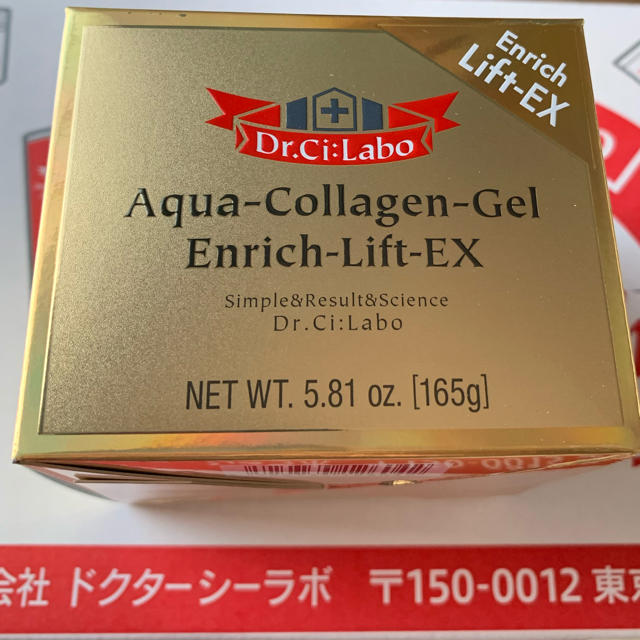 Enrich
Lift-EX
Dr.Ci:Labo
Aqua-Collagen-Gel
Enrich-Lift-EX
Simple&Result&Science
Dr.Ci:Labo
NET WT. 5.81 oz. [165g]
会社 ドクターシーラボ 〒150-0012 東京